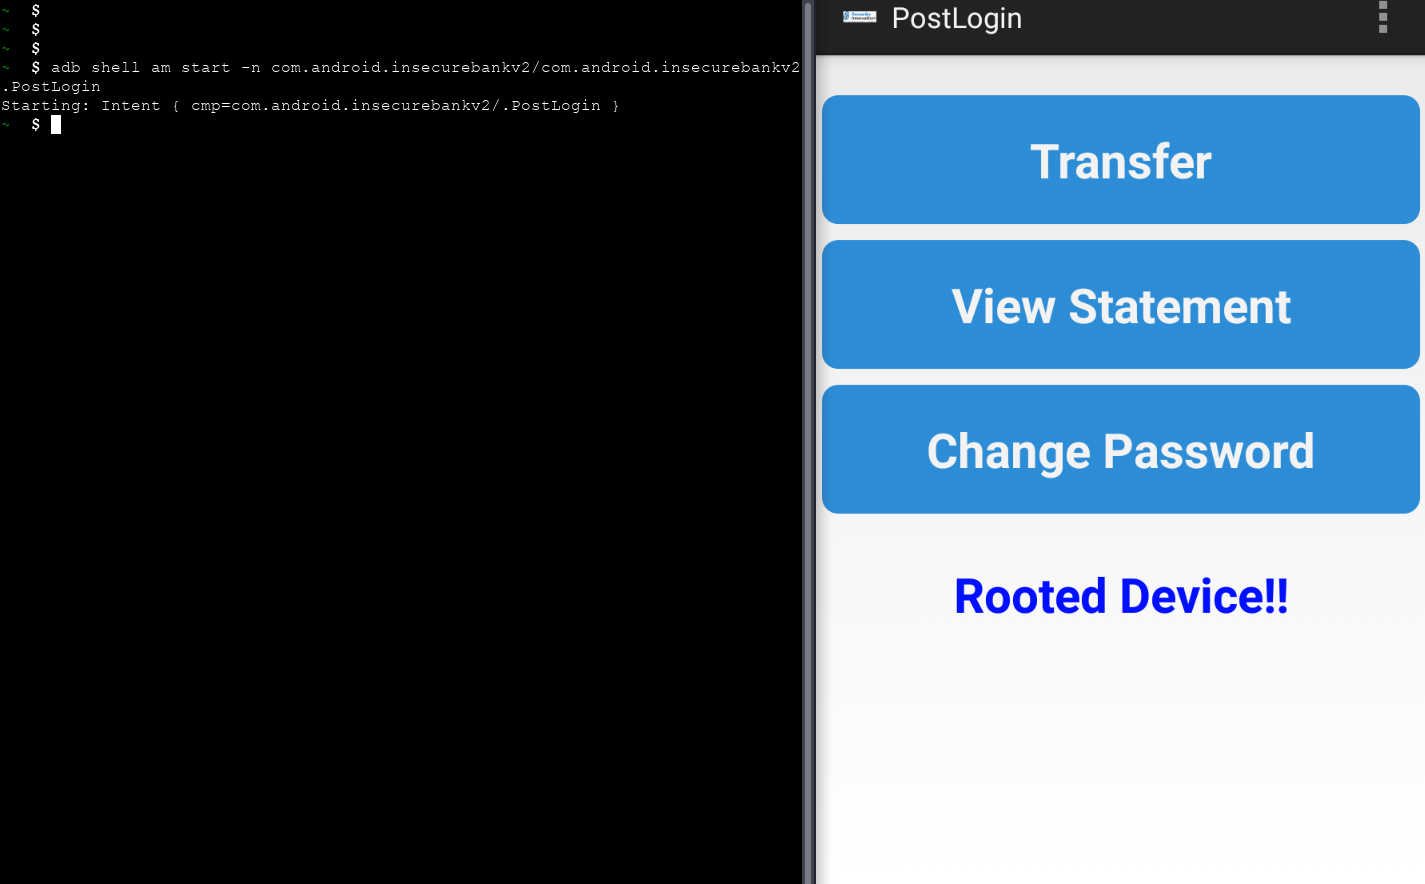 ~ $
~ $
~ $
~ $ adb shell am start -n com.android.insecurebankv2/com.android.insecurebankv2
.PostLogin
Starting: Intent { cmp=com.android.insecurebankv2/.PostLogin }
~ $
PostLogin
Transfer
View Statement
Change Password
Rooted Device!!